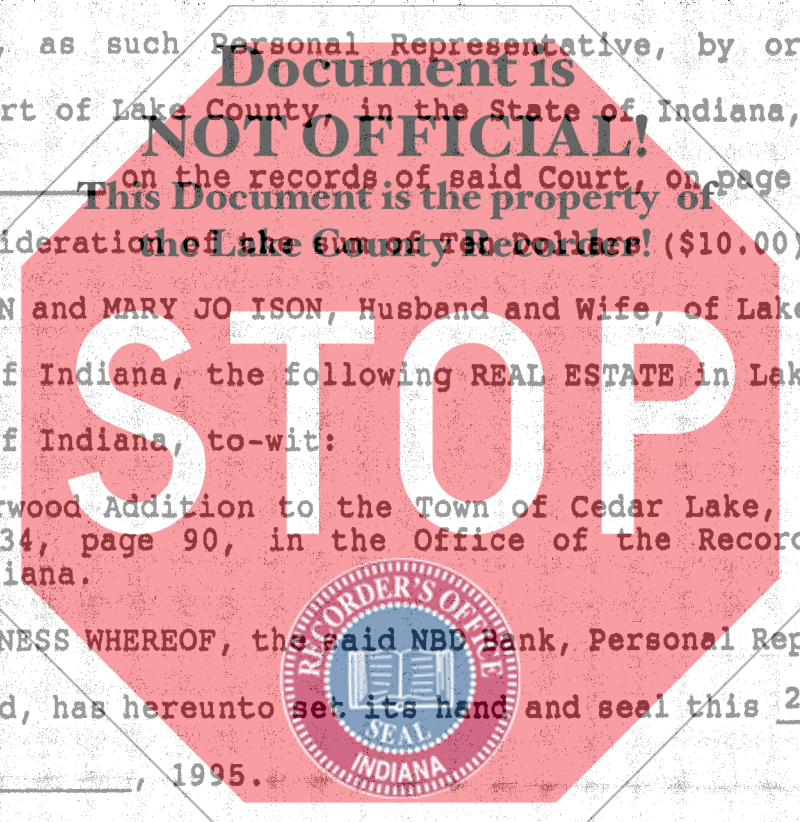 , as such Personal Representative, by or
Document is
rt of Lake County, in the State of Indiana,
NOT OFFICIAL!
on the records of said Court, on page
This Document is the property of
ideration of the sum of Ten Dollars ($10.00)
the Lake County Recorder!
N and MARY JO ISON, Husband and Wife, of Lake
f Indiana, the following REAL ESTATE in Lak
STOP
f Indiana, to-wit:
rwood Addition to the Town of Cedar Lake,
34, page 90, in the Office of the Recor
iana.
RECORDER'S OFFICE
NESS WHEREOF, the said NBD Bank, Personal Rep
d, has hereunto set its hand and seal this 2
SEAL
INDIANA
, 1995.